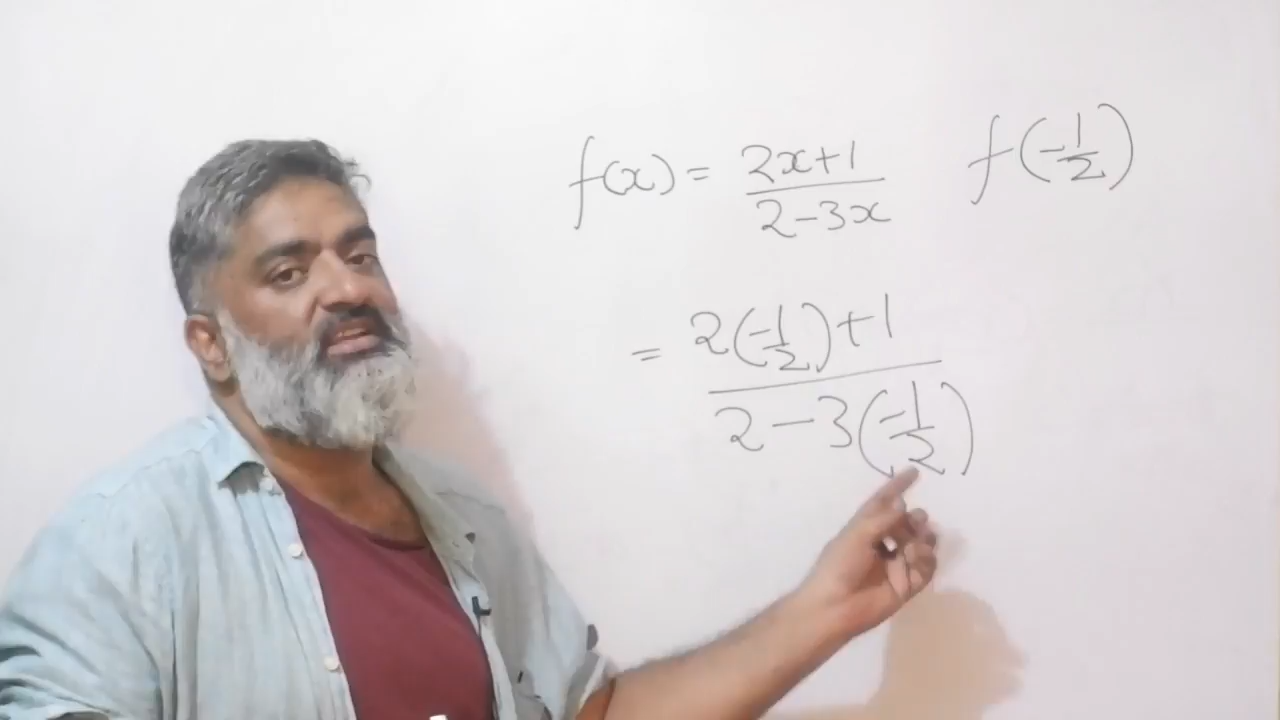 f(x) = (2x+1)/(2-3x) f(-1/2)
= (2(-1/2)+1)/(2-3(-1/2))